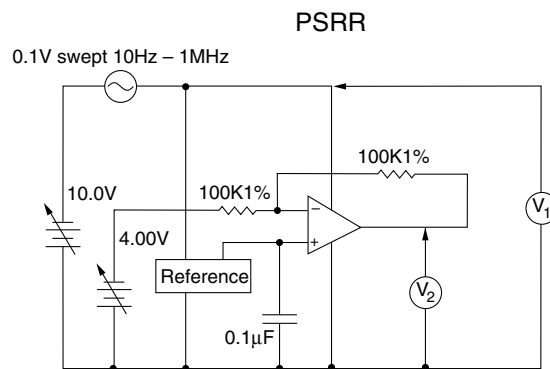 PSRR
0.1V swept 10Hz – 1MHz
100K1%
10.0V
100K1%
V1
4.00V
−
+
Reference
V2
0.1μF